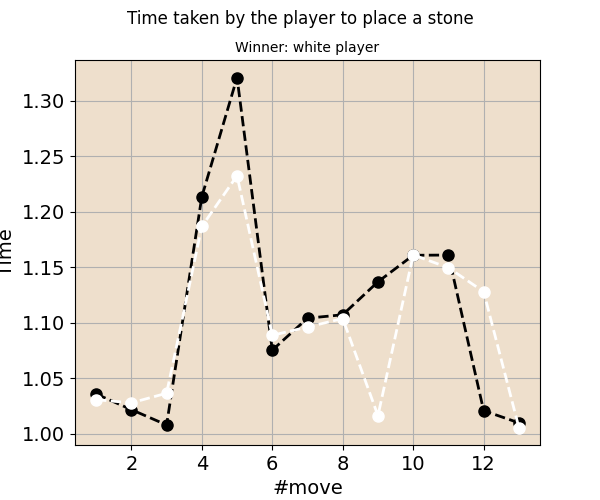 Time taken by the player to place a stone
Winner: white player
1.30
1.25
1.20
1.15
1.10
1.05
1.00
Time
2 4 6 8 10 12
#move